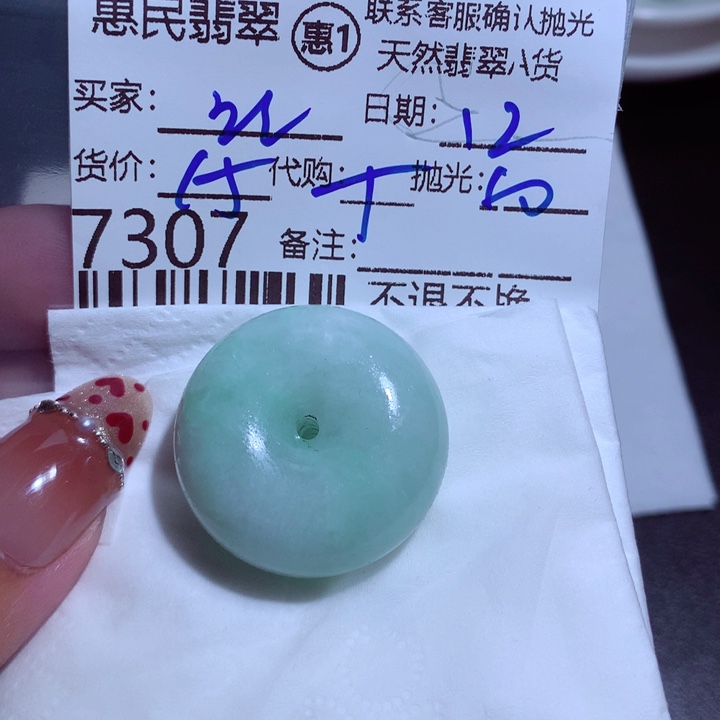 惠民翡翠 惠1 联系客服确认抛光
天然翡翠A货
买家: 日期: 12
货价: 代购: 抛光:
7307 备注:
不退不换